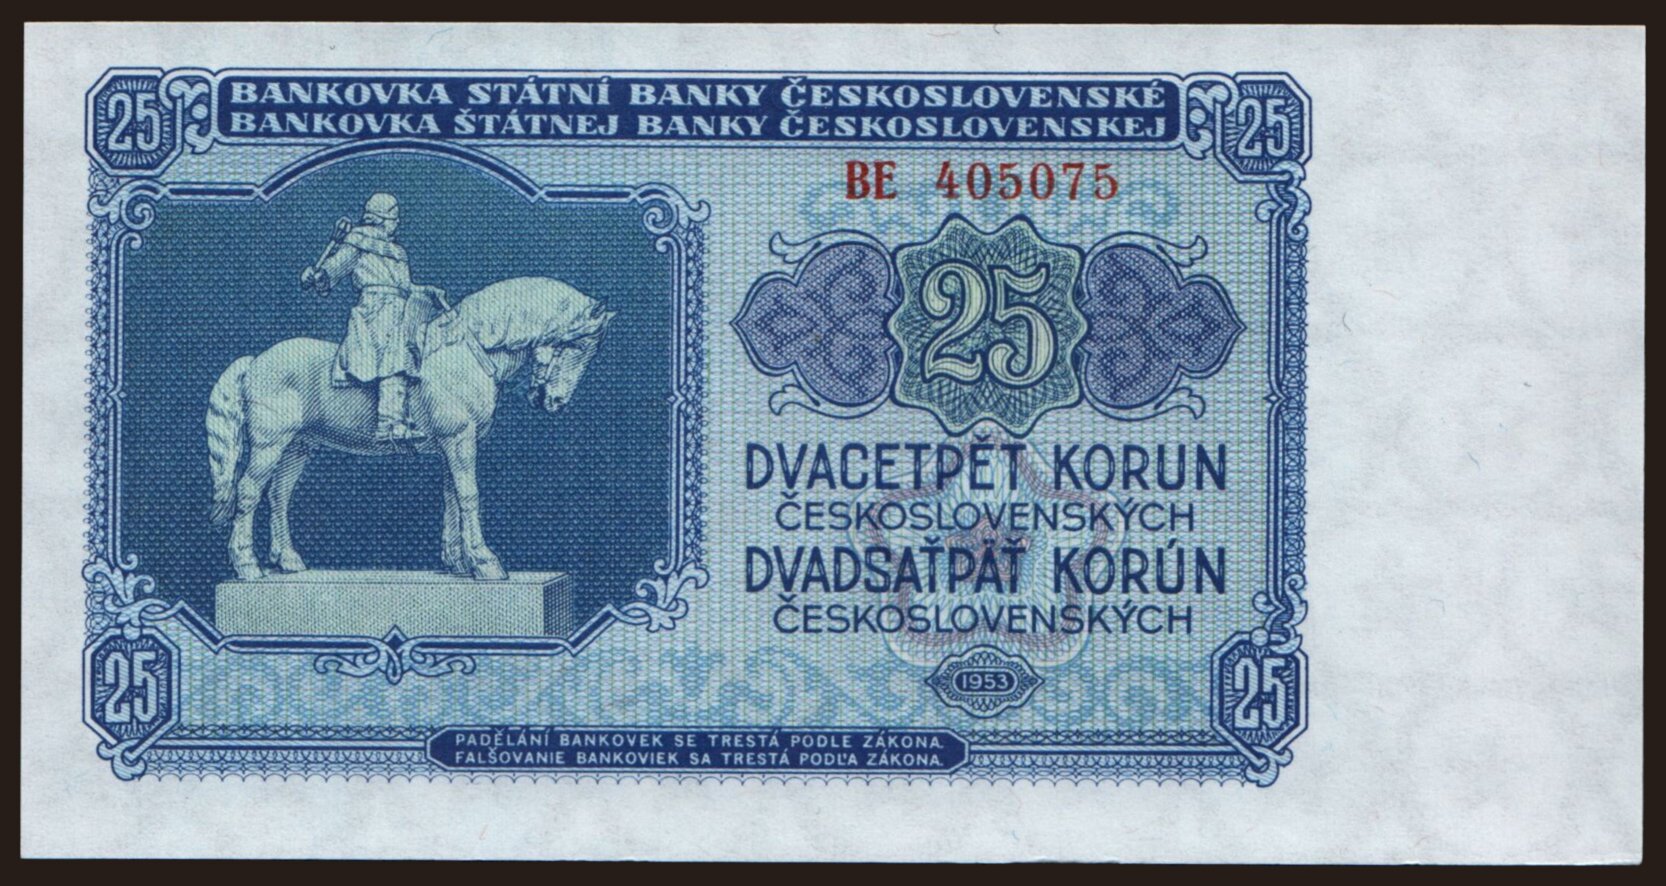 25
BANKOVKA STÁTNÍ BANKY ČESKOSLOVENSKÉ
BANKOVKA ŠTÁTNEJ BANKY ČESKOSLOVENSKEJ
25
BE 405075
25
DVACETPĚT KORUN
ČESKOSLOVENSKÝCH
DVADSAŤPÄŤ KORÚN
ČESKOSLOVENSKÝCH
1953
25
25
PADĚLÁNÍ BANKOVEK SE TRESTÁ PODLE ZÁKONA.
FALŠOVANIE BANKOVIEK SA TRESTÁ PODĽA ZÁKONA.